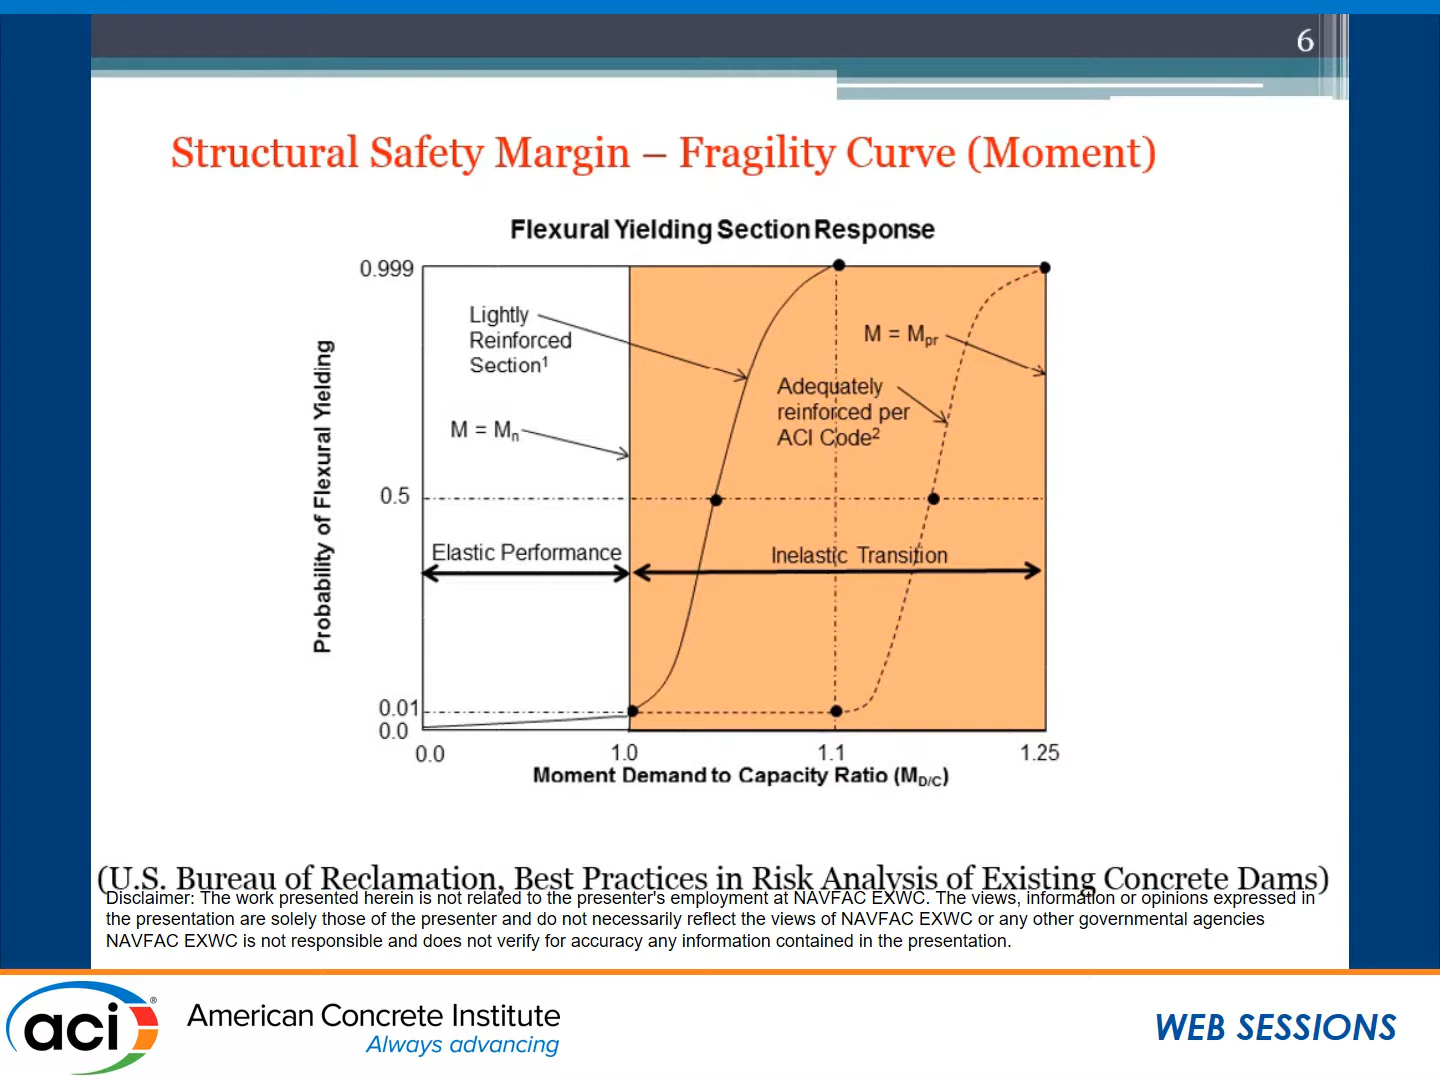 6
Structural Safety Margin – Fragility Curve (Moment)
Flexural Yielding Section Response
0.999
Lightly
Reinforced
Section1
M = Mpr
Adequately
reinforced per
ACI Code2
M = Mn
Probability of Flexural Yielding
0.5
Elastic Performance
Inelastic Transition
0.01
0.0
0.0 1.0 1.1 1.25
Moment Demand to Capacity Ratio (MD/C)
(U.S. Bureau of Reclamation, Best Practices in Risk Analysis of Existing Concrete Dams)
Disclaimer: The work presented herein is not related to the presenter's employment at NAVFAC EXWC. The views, information or opinions expressed in
the presentation are solely those of the presenter and do not necessarily reflect the views of NAVFAC EXWC or any other governmental agencies
NAVFAC EXWC is not responsible and does not verify for accuracy any information contained in the presentation.
aci®
American Concrete Institute
Always advancing
WEB SESSIONS